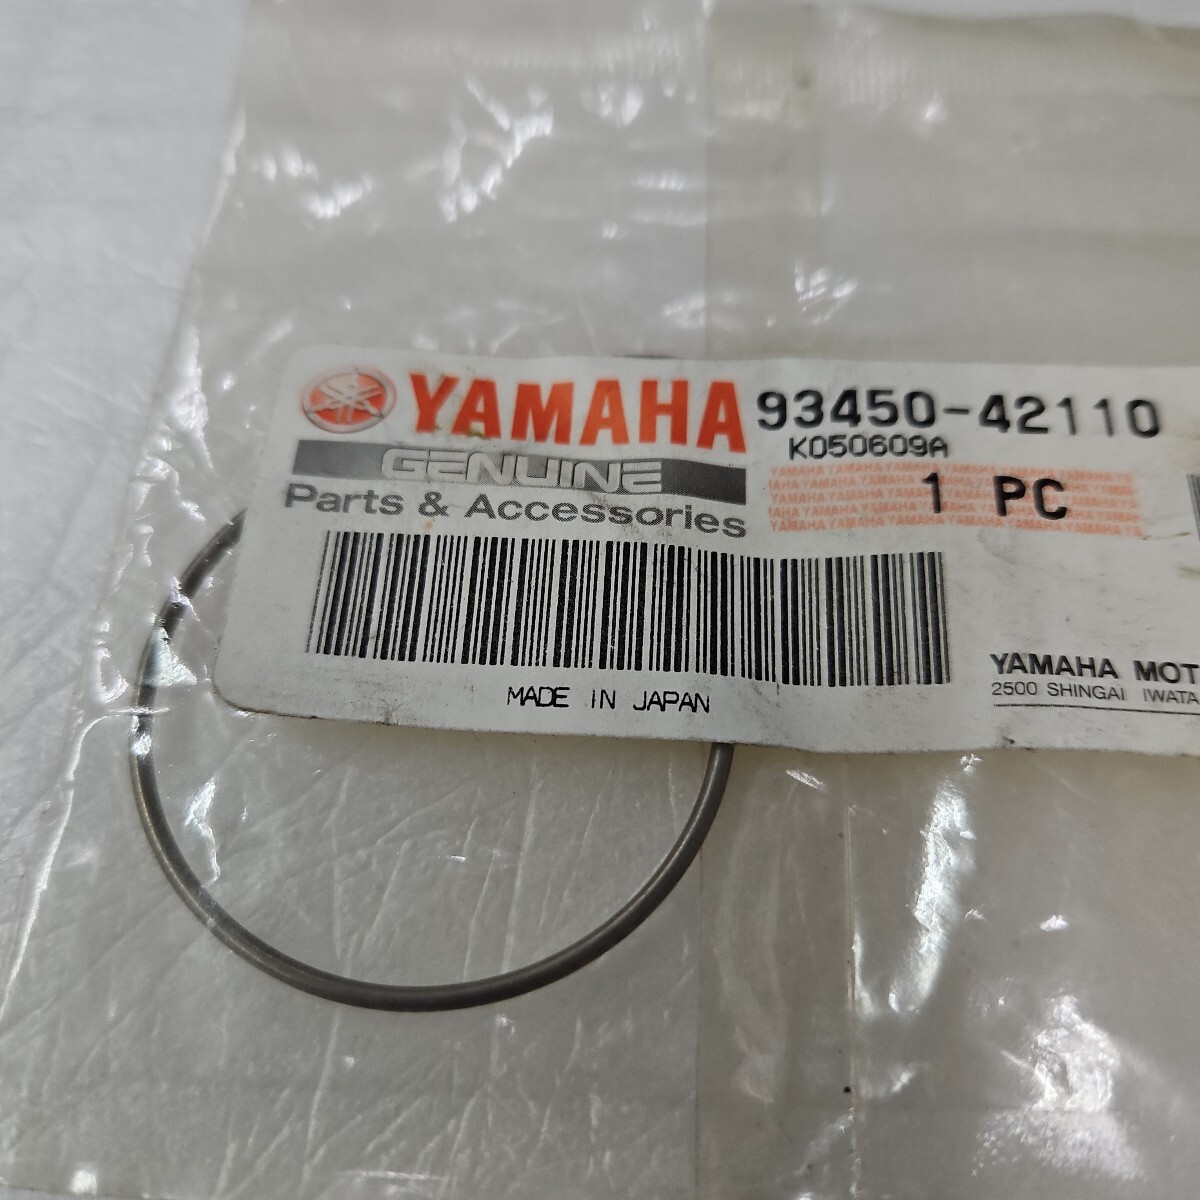 YAMAHA 93450-42110
K050609A
GENUINE
Parts & Accessories
1 PC
YAMAHA MOT
2500 SHINGAI IWATA
MADE IN JAPAN